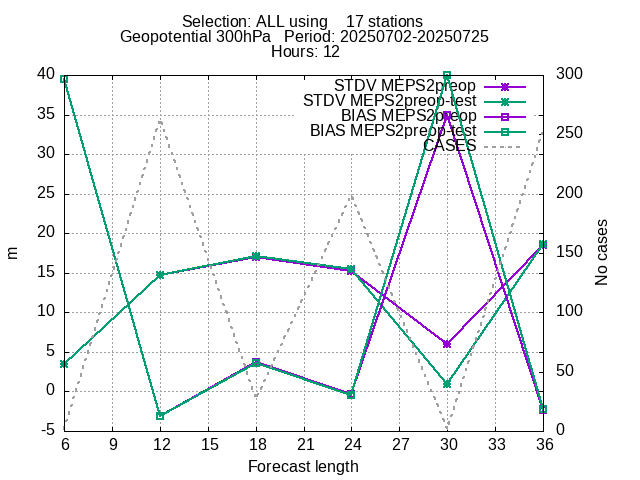 Selection: ALL using    17 stations
Geopotential 300hPa   Period: 20250702-20250725
Hours: 12
STDV MEPS2preop
STDV MEPS2preop-test
BIAS MEPS2preop
BIAS MEPS2preop-test
CASES
40
35
30
25
20
15
10
5
0
-5
m
300
250
200
150
100
50
0
No cases
6 9 12 15 18 21 24 27 30 33 36
Forecast length